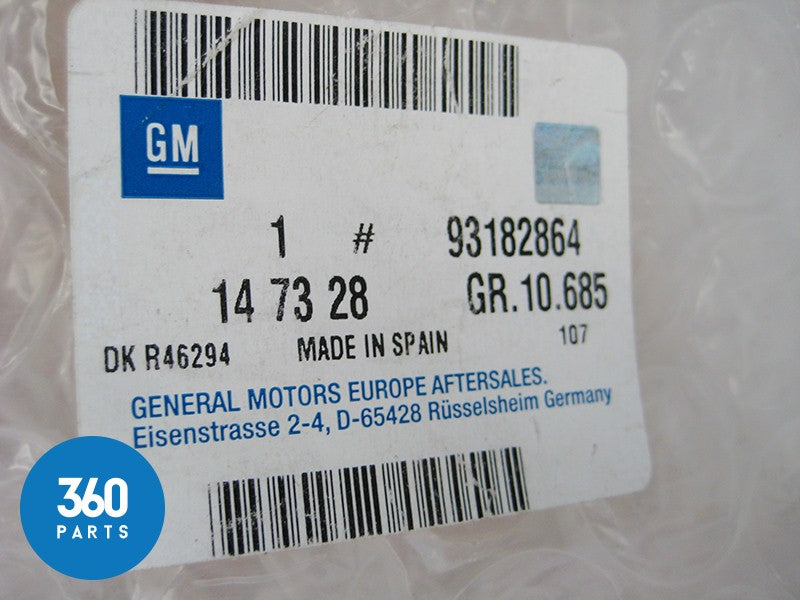 GM
1 # 93182864
14 73 28 GR.10.685
DK R46294 MADE IN SPAIN 107
GENERAL MOTORS EUROPE AFTERSALES.
Eisenstrasse 2-4, D-65428 Rüsselsheim Germany
360
PARTS